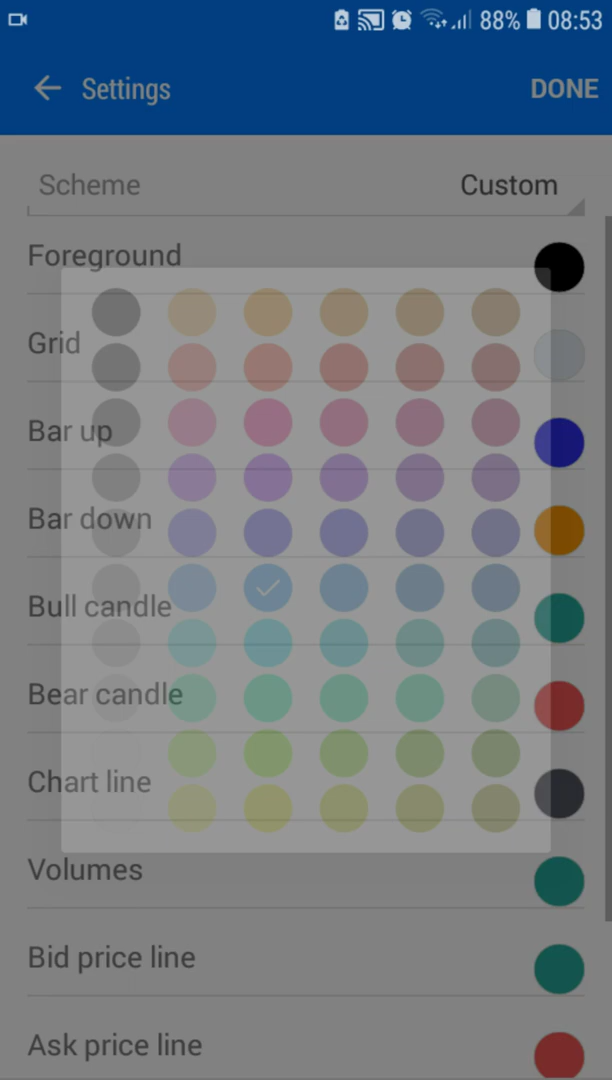 88% 08:53
Settings DONE
Scheme Custom
Foreground
Grid
Bar up
Bar down
Bull candle
Bear candle
Chart line
Volumes
Bid price line
Ask price line